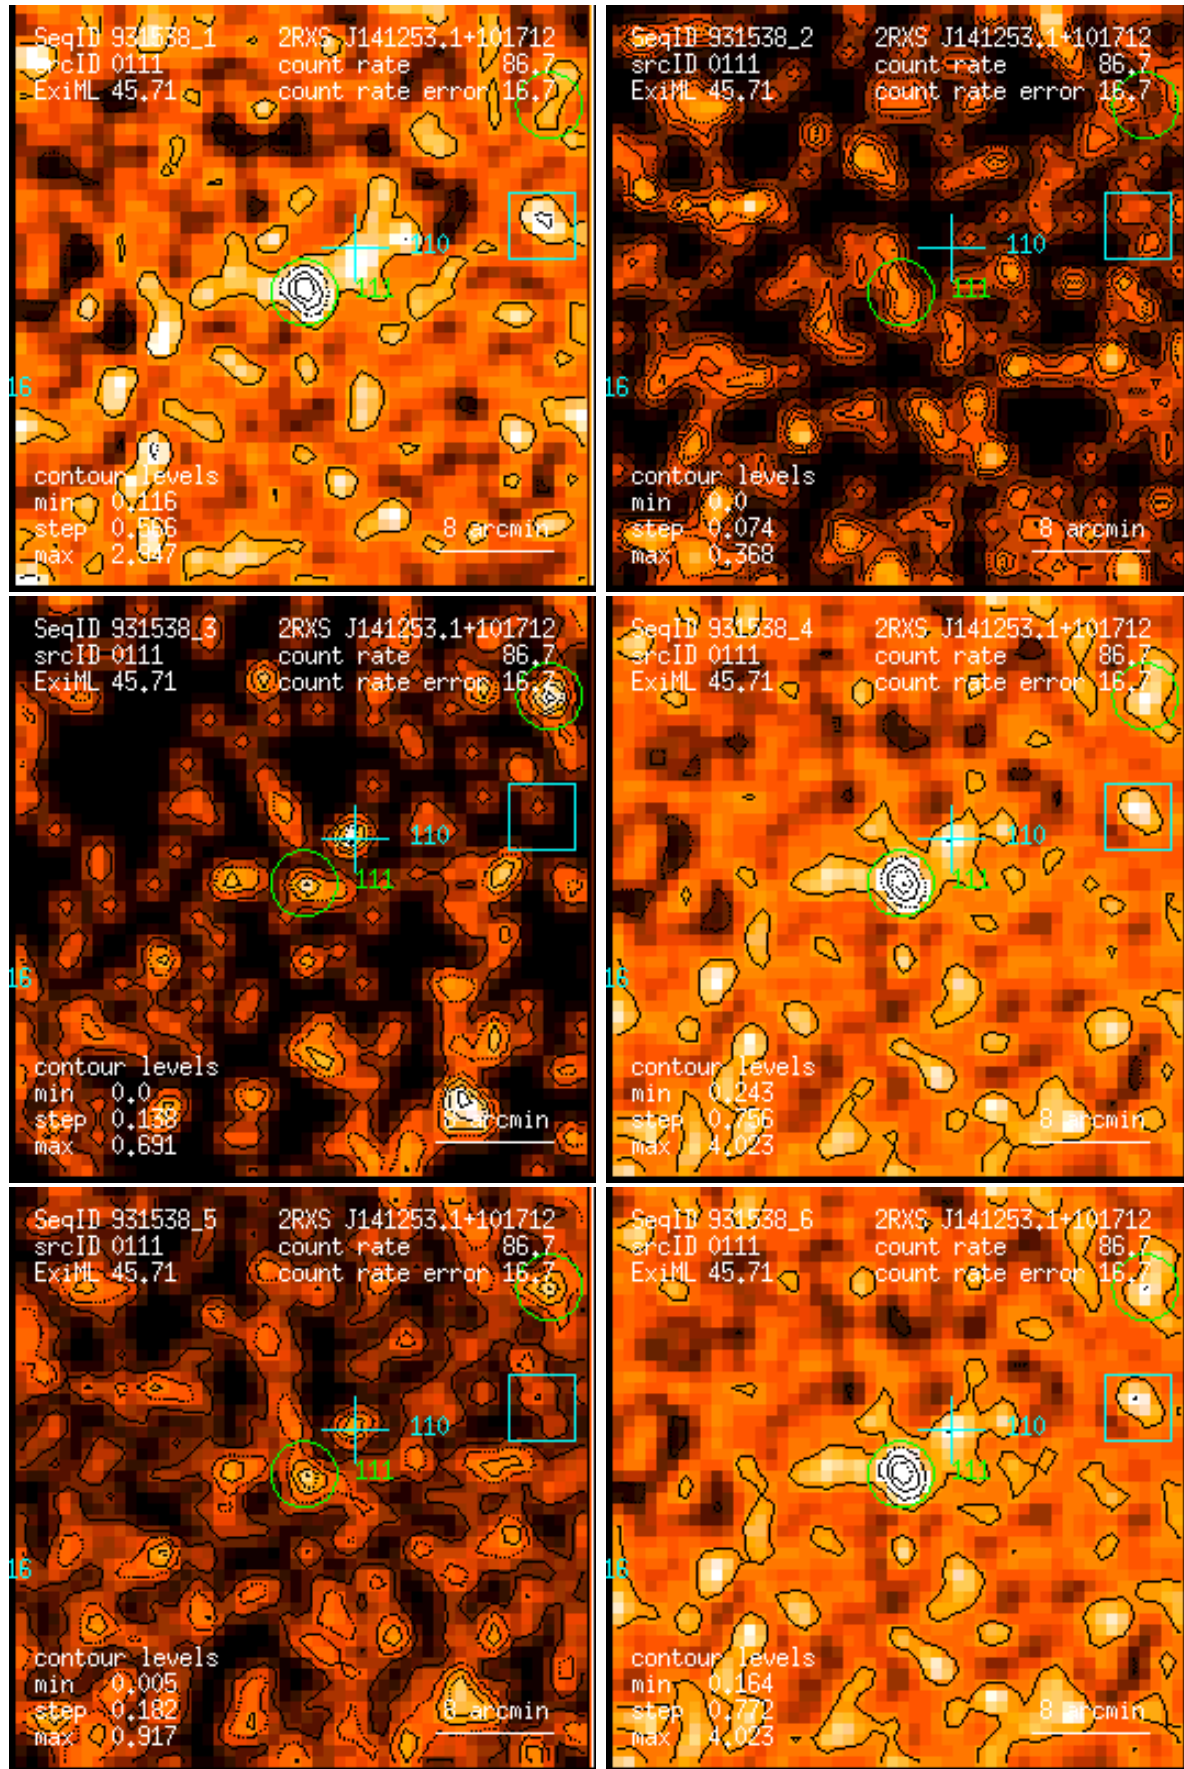 SeqID 931538_1 2RXS J141253.1+101712
srcID 0111 count rate 86.7
ExiML 45.71 count rate error 16.7
110
111
16
contour levels
min 0.116
step 0.566 8 arcmin
max 2.947
SeqID 931538_2 2RXS J141253.1+101712
srcID 0111 count rate 86.7
ExiML 45.71 count rate error 16.7
110
111
16
contour levels
min 0.0
step 0.074 8 arcmin
max 0.368
SeqID 931538_3 2RXS J141253.1+101712
srcID 0111 count rate 86.7
ExiML 45.71 count rate error 16.7
110
111
16
contour levels
min 0.0
step 0.138 8 arcmin
max 0.691
SeqID 931538_4 2RXS J141253.1+101712
srcID 0111 count rate 86.7
ExiML 45.71 count rate error 16.7
110
111
16
contour levels
min 0.243
step 0.756 8 arcmin
max 4.023
SeqID 931538_5 2RXS J141253.1+101712
srcID 0111 count rate 86.7
ExiML 45.71 count rate error 16.7
110
111
16
contour levels
min 0.005
step 0.182 8 arcmin
max 0.917
SeqID 931538_6 2RXS J141253.1+101712
srcID 0111 count rate 86.7
ExiML 45.71 count rate error 16.7
110
111
16
contour levels
min 0.164
step 0.772 8 arcmin
max 4.023